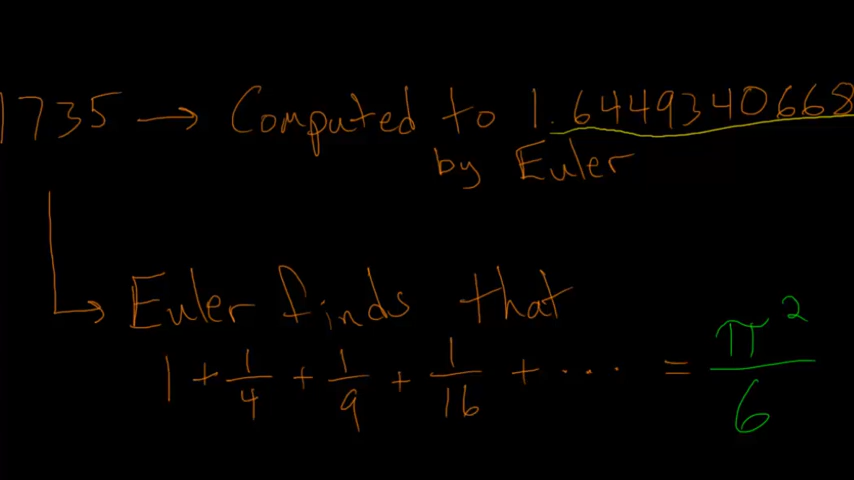 1735 → Computed to 1.6449340668
by Euler
Euler finds that
1 + 1/4 + 1/9 + 1/16 + ... = π²/6